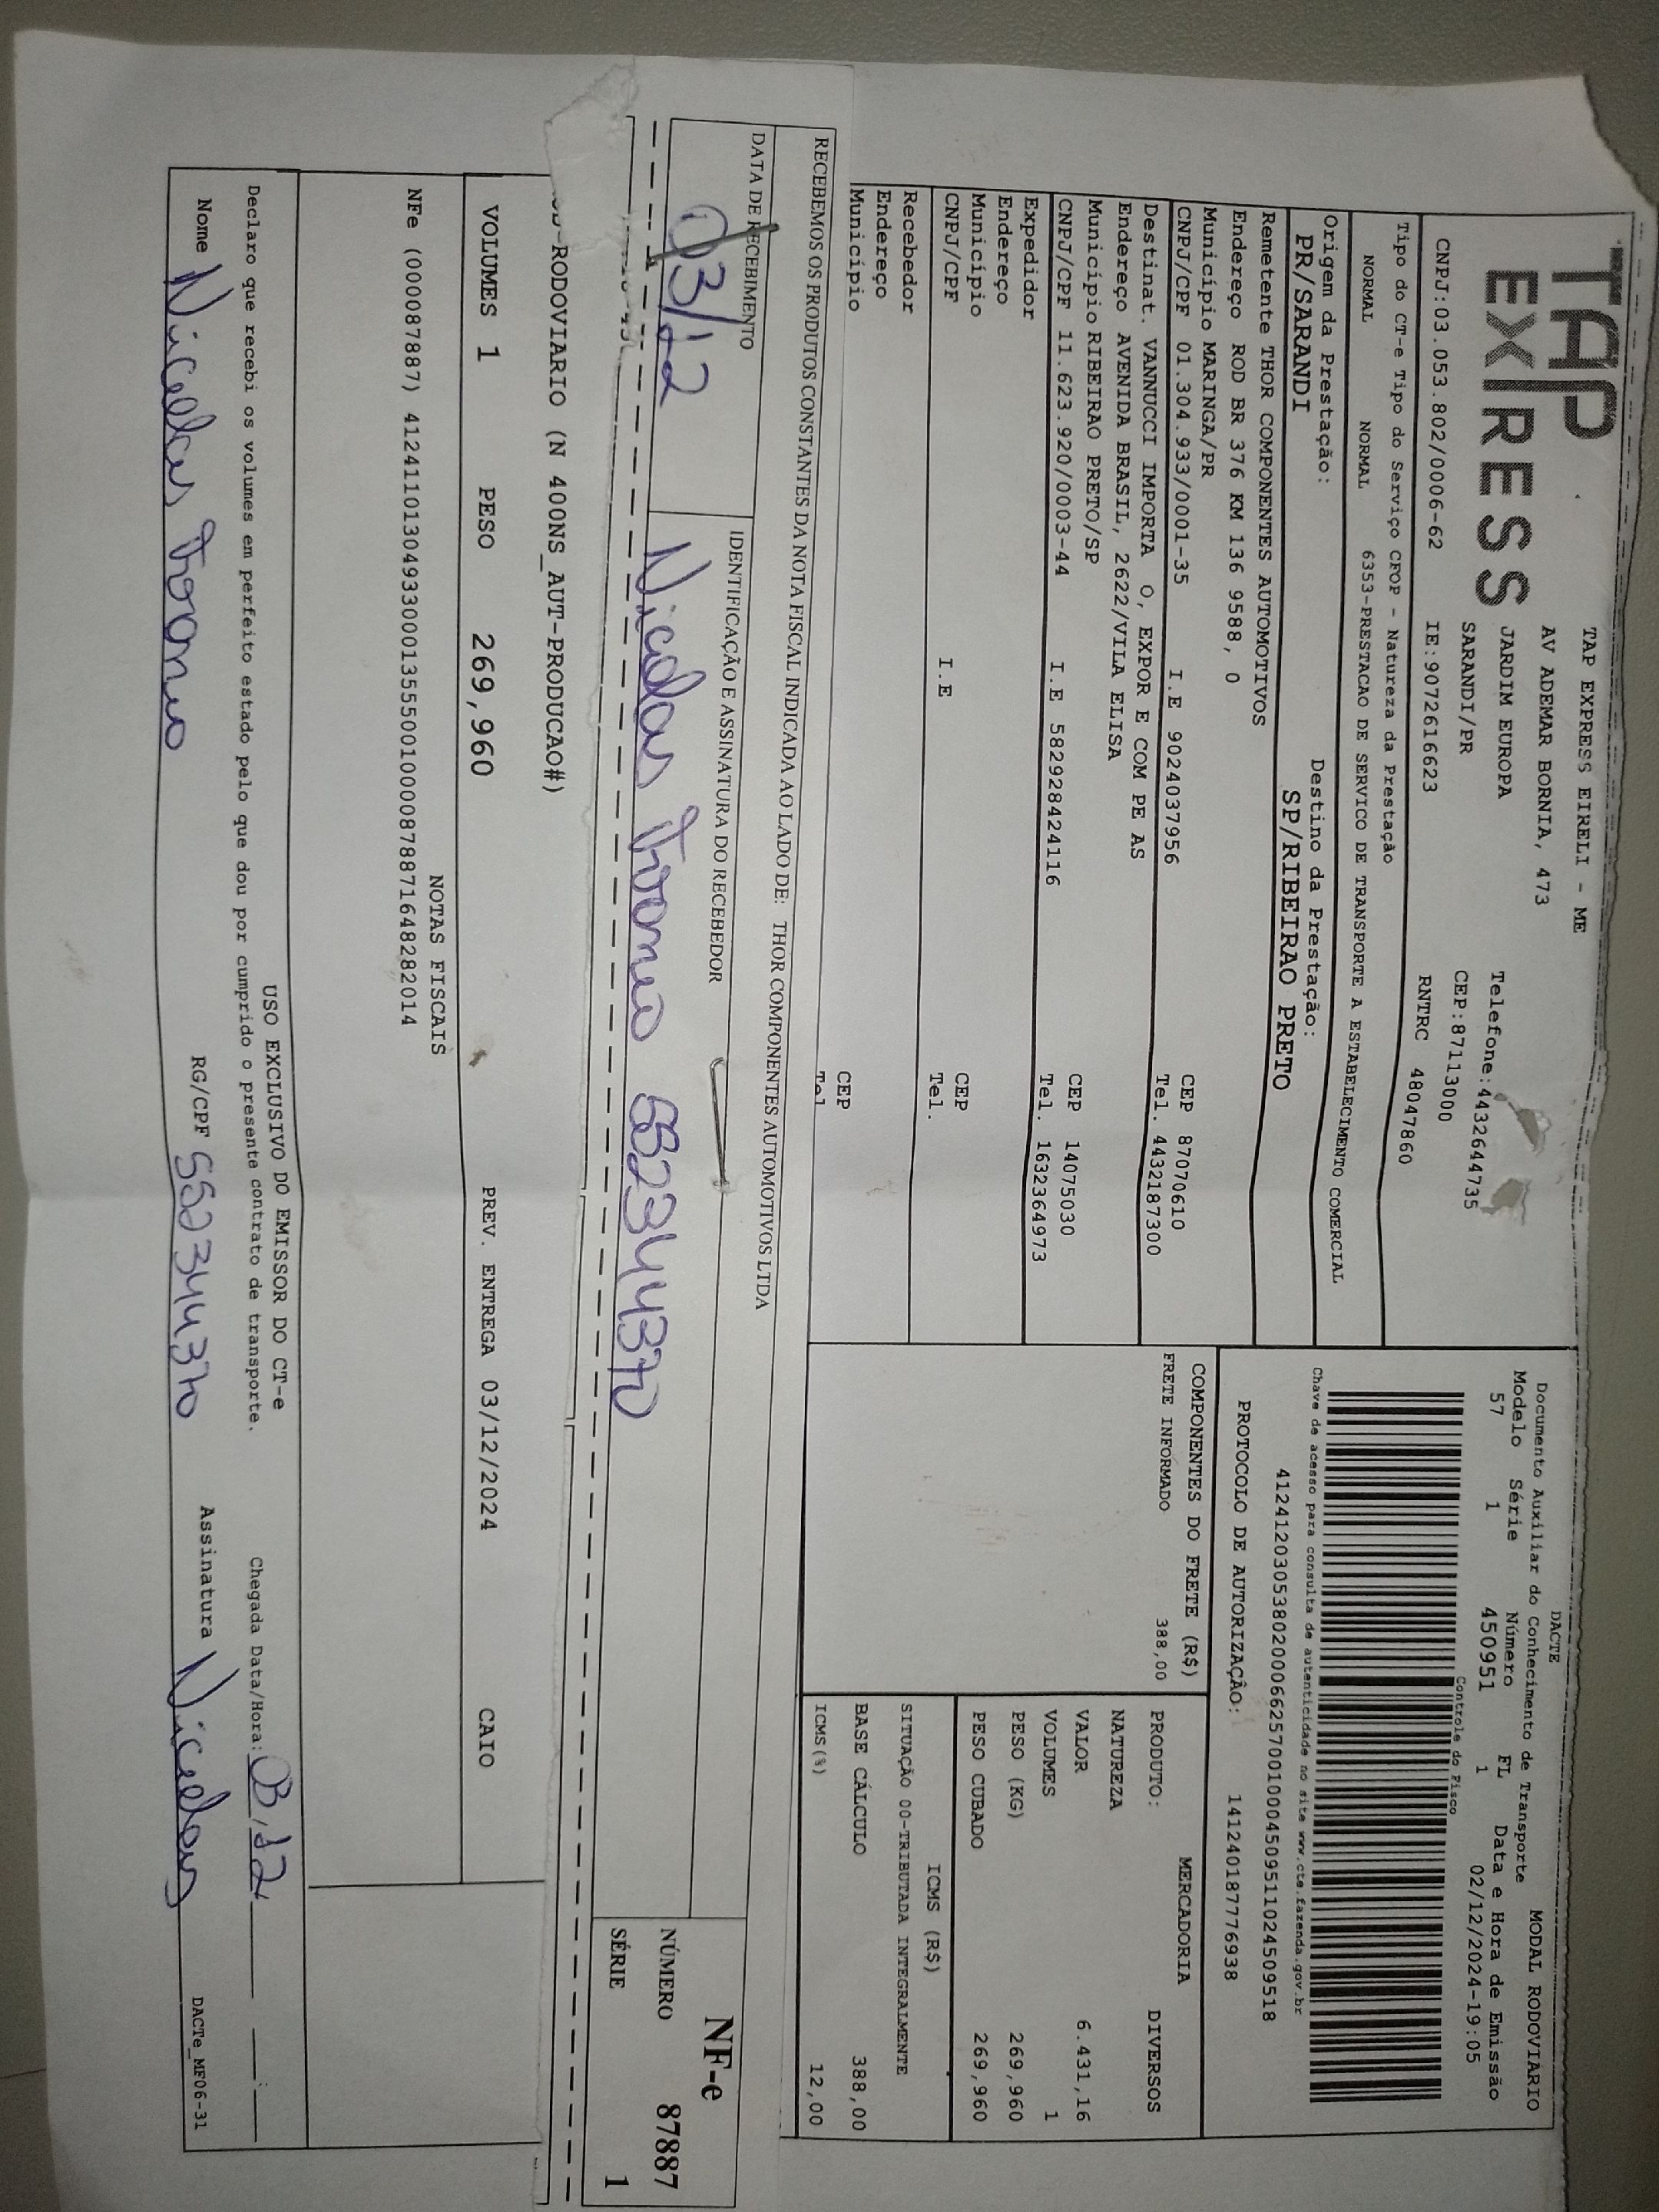 TAP
EXPRESS
TAP EXPRESS EIRELI - ME
AV ADEMAR BORNIA, 473
JARDIM EUROPA
Telefone:4432644735
SARANDI/PR
CEP:87113000
CNPJ:03.053.802/0006-62
IE:9072616623
RNTRC 48047860
Tipo do CT-e Tipo do Serviço CFOP - Natureza da Prestação
NORMAL NORMAL 6353-PRESTACAO DE SERVICO DE TRANSPORTE A ESTABELECIMENTO COMERCIAL
Origem da Prestação:
PR/SARANDI
Destino da Prestação:
SP/RIBEIRAO PRETO
Remetente THOR COMPONENTES AUTOMOTIVOS
Endereço ROD BR 376 KM 136 9588, 0
Município MARINGA/PR
CEP 87070610
CNPJ/CPF 01.304.933/0001-35
I.E 9024037956
Tel. 4432187300
Destinat. VANNUCCI IMPORTA O, EXPOR E COM PE AS
Endereço AVENIDA BRASIL, 2622/VILA ELISA
Município RIBEIRAO PRETO/SP
CEP 14075030
CNPJ/CPF 11.623.920/0003-44
I.E 582928424116
Tel. 1632364973
Expedidor
Endereço
Município
CEP
CNPJ/CPF
I.E
Tel.
Recebedor
Endereço
Município
CEP
Tel
DACTE
Documento Auxiliar do Conhecimento de Transporte
MODAL RODOVIARIO
Modelo Série Número FL Data e Hora de Emissão
57 1 450951 1 02/12/2024-19:05
Controle do Fisco
Chave de acesso para consulta de autenticidade no site www.cte.fazenda.gov.br
41241203053802000662570010004509511024509518
PROTOCOLO DE AUTORIZAÇÃO: 141240187776938
COMPONENTES DO FRETE (R$)
FRETE INFORMADO 388,00
MERCADORIA
PRODUTO: DIVERSOS
NATUREZA
VALOR 6.431,16
VOLUMES 1
PESO (KG) 269,960
PESO CUBADO 269,960
ICMS (R$)
SITUAÇÃO 00-TRIBUTADA INTEGRALMENTE
BASE CÁLCULO 388,00
ICMS(%) 12,00
RECEBEMOS OS PRODUTOS CONSTANTES DA NOTA FISCAL INDICADA AO LADO DE: THOR COMPONENTES AUTOMOTIVOS LTDA
DATA DE RECEBIMENTO
03/12
IDENTIFICAÇÃO E ASSINATURA DO RECEBEDOR
Nicollas 552344370
NF-e
NÚMERO 87887
SÉRIE 1
RODOVIARIO (N 400NS_AUT-PRODUCAO#)
VOLUMES 1 PESO 269,960 PREV. ENTREGA 03/12/2024 CAIO
NOTAS FISCAIS
NFe (000087887) 41241101304933000135550010000878871648282014
USO EXCLUSIVO DO EMISSOR DO CT-e
Declaro que recebi os volumes em perfeito estado pelo que dou por cumprido o presente contrato de transporte.
Chegada Data/Hora: 03/12
Nome Nicollas
RG/CPF 552344370
Assinatura Nicollas
DACTe_MF06-31